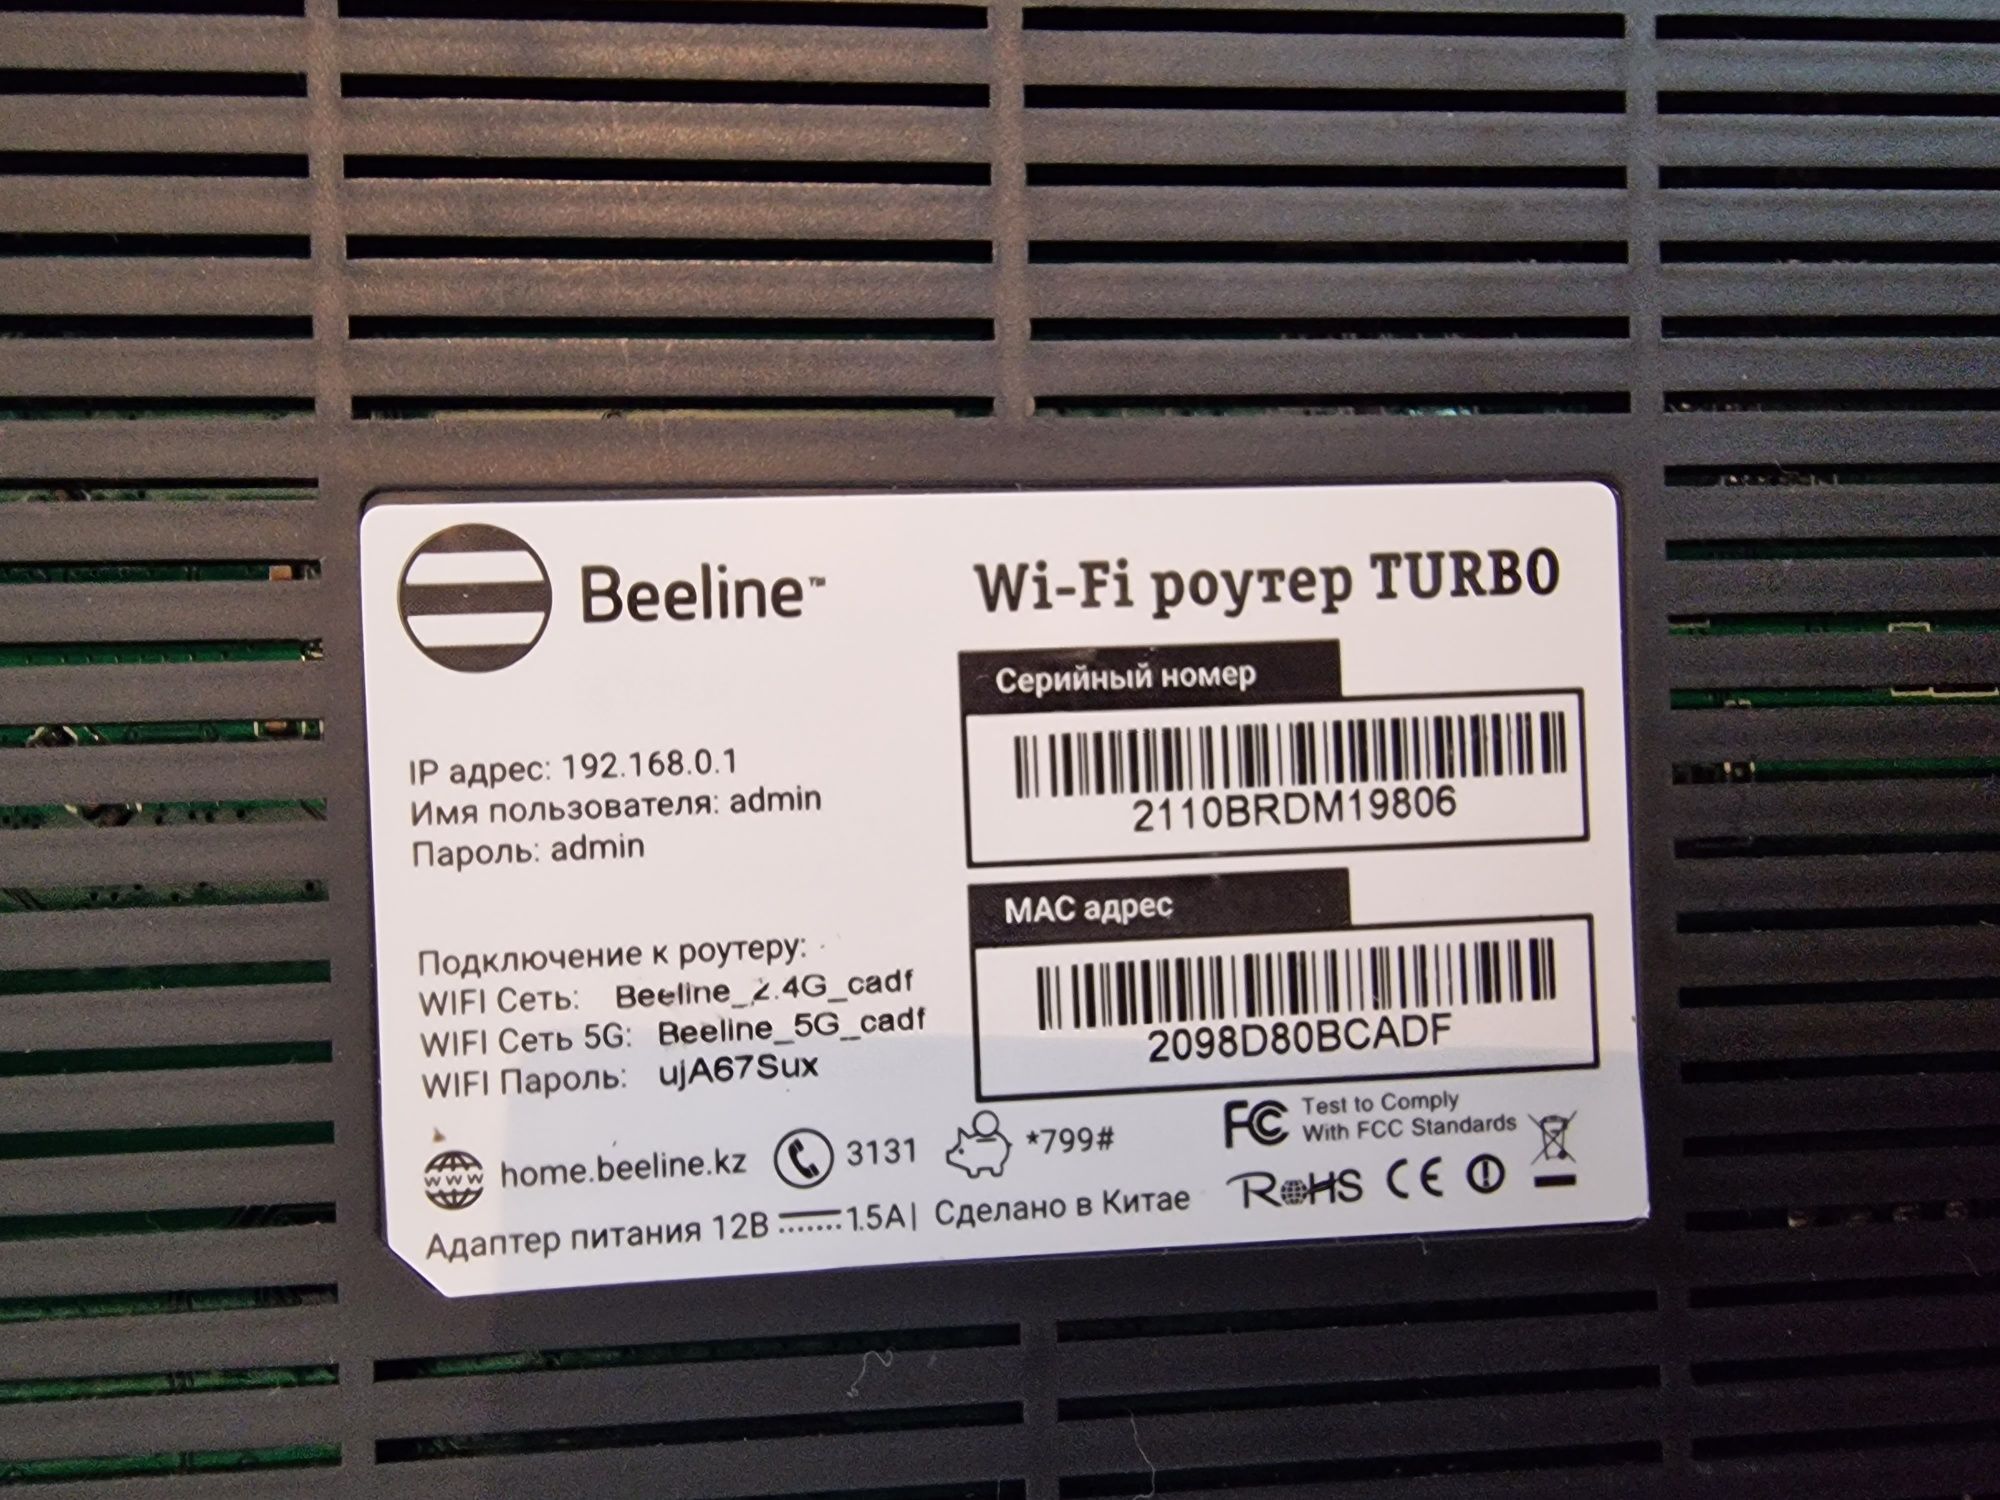 Beeline™
Wi-Fi роутер TURBO
Серийный номер
2110BRDM19806
IP адрес: 192.168.0.1
Имя пользователя: admin
Пароль: admin
MAC адрес
2098D80BCADF
Подключение к роутеру:
WIFI Сеть: Beeline_2.4G_cadf
WIFI Сеть 5G: Beeline_5G_cadf
WIFI Пароль: ujA67Sux
www home.beeline.kz 3131 *799#
FC Test to Comply
With FCC Standards
RoHS CE
Адаптер питания 12В 1.5A| Сделано в Китае